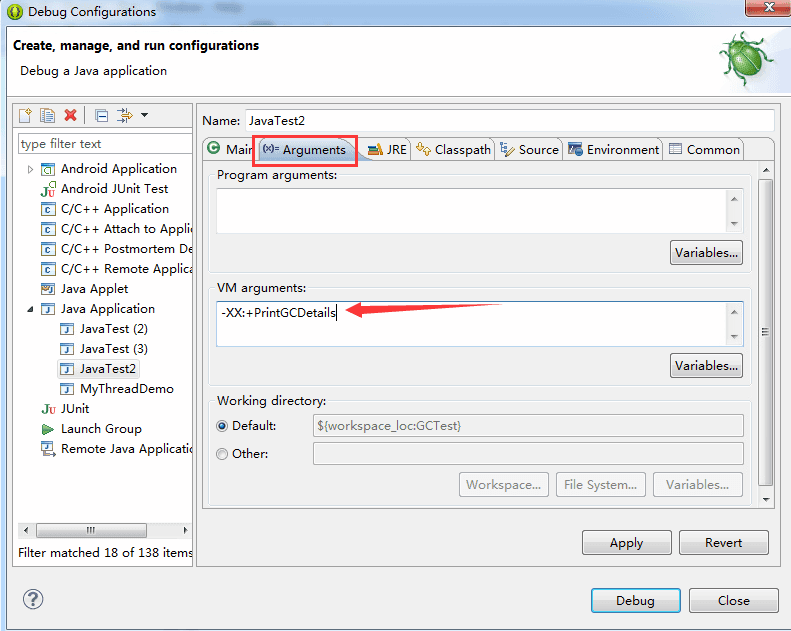 Debug Configurations
Create, manage, and run configurations
Debug a Java application
type filter text
Android Application
Android JUnit Test
C/C++ Application
C/C++ Attach to Appli
C/C++ Postmortem De
C/C++ Remote Applica
Java Applet
Java Application
JavaTest (2)
JavaTest (3)
JavaTest2
MyThreadDemo
JUnit
Launch Group
Remote Java Applicatio
Filter matched 18 of 138 items
Name: JavaTest2
Main (x)= Arguments JRE Classpath Source Environment Common
Program arguments:
Variables...
VM arguments:
-XX:+PrintGCDetails
Variables...
Working directory:
Default: ${workspace_loc:GCTest}
Other:
Workspace... File System... Variables...
Apply Revert
Debug Close